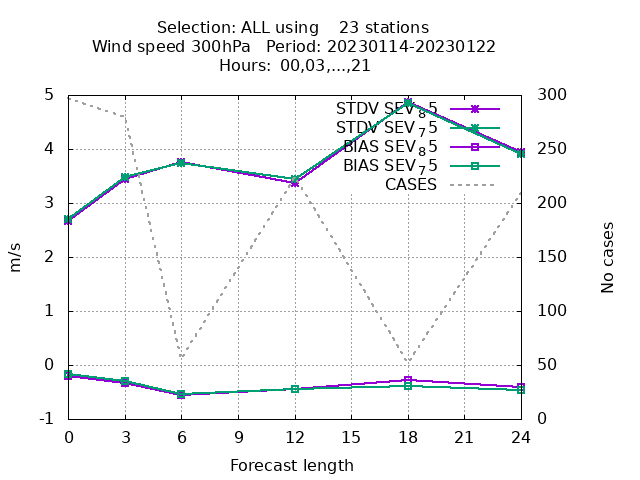 Selection: ALL using    23 stations
Wind speed 300hPa   Period: 20230114-20230122
Hours:  00,03,...,21
5 300
STDV SEV₈5
STDV SEV₇5
4 250
BIAS SEV₈5
BIAS SEV₇5
CASES
3 200
2 150
1 100
0 50
-1 0
m/s
No cases
0 3 6 9 12 15 18 21 24
Forecast length